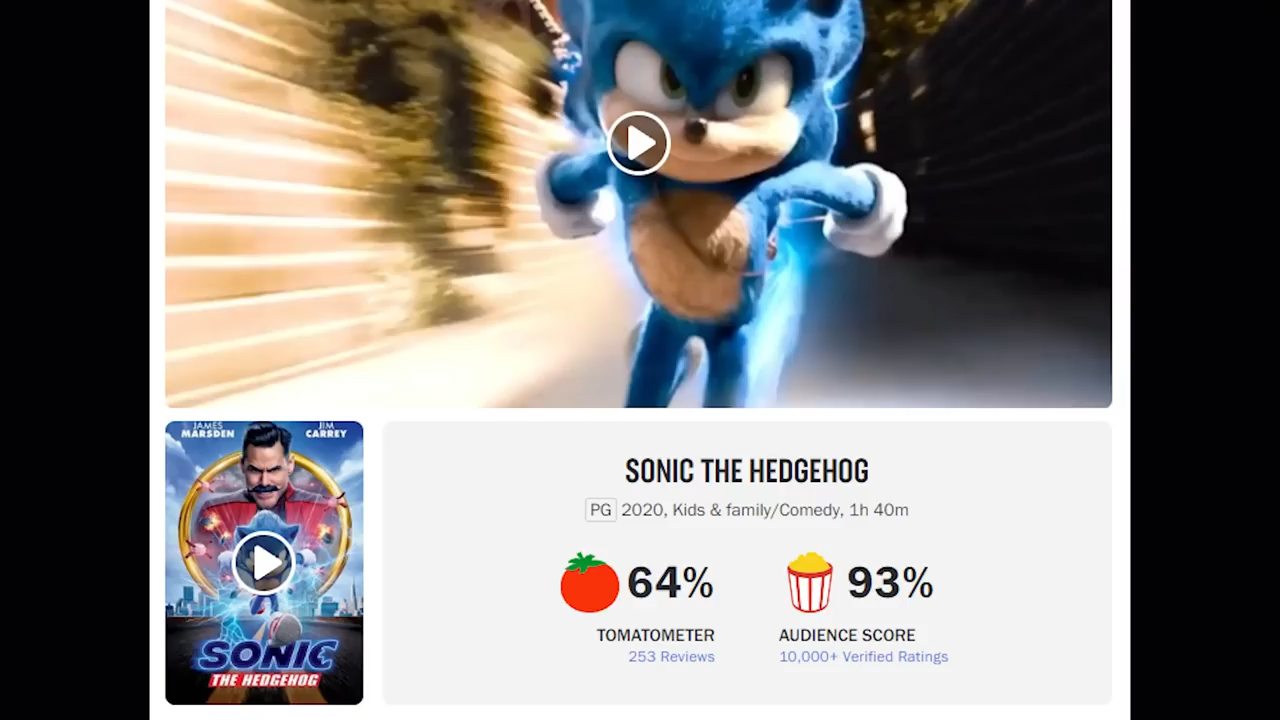 JAMES
MARSDEN
JIM
CARREY
SONIC
THE HEDGEHOG
SONIC THE HEDGEHOG
PG 2020, Kids & family/Comedy, 1h 40m
64%
93%
TOMATOMETER
AUDIENCE SCORE
253 Reviews
10,000+ Verified Ratings